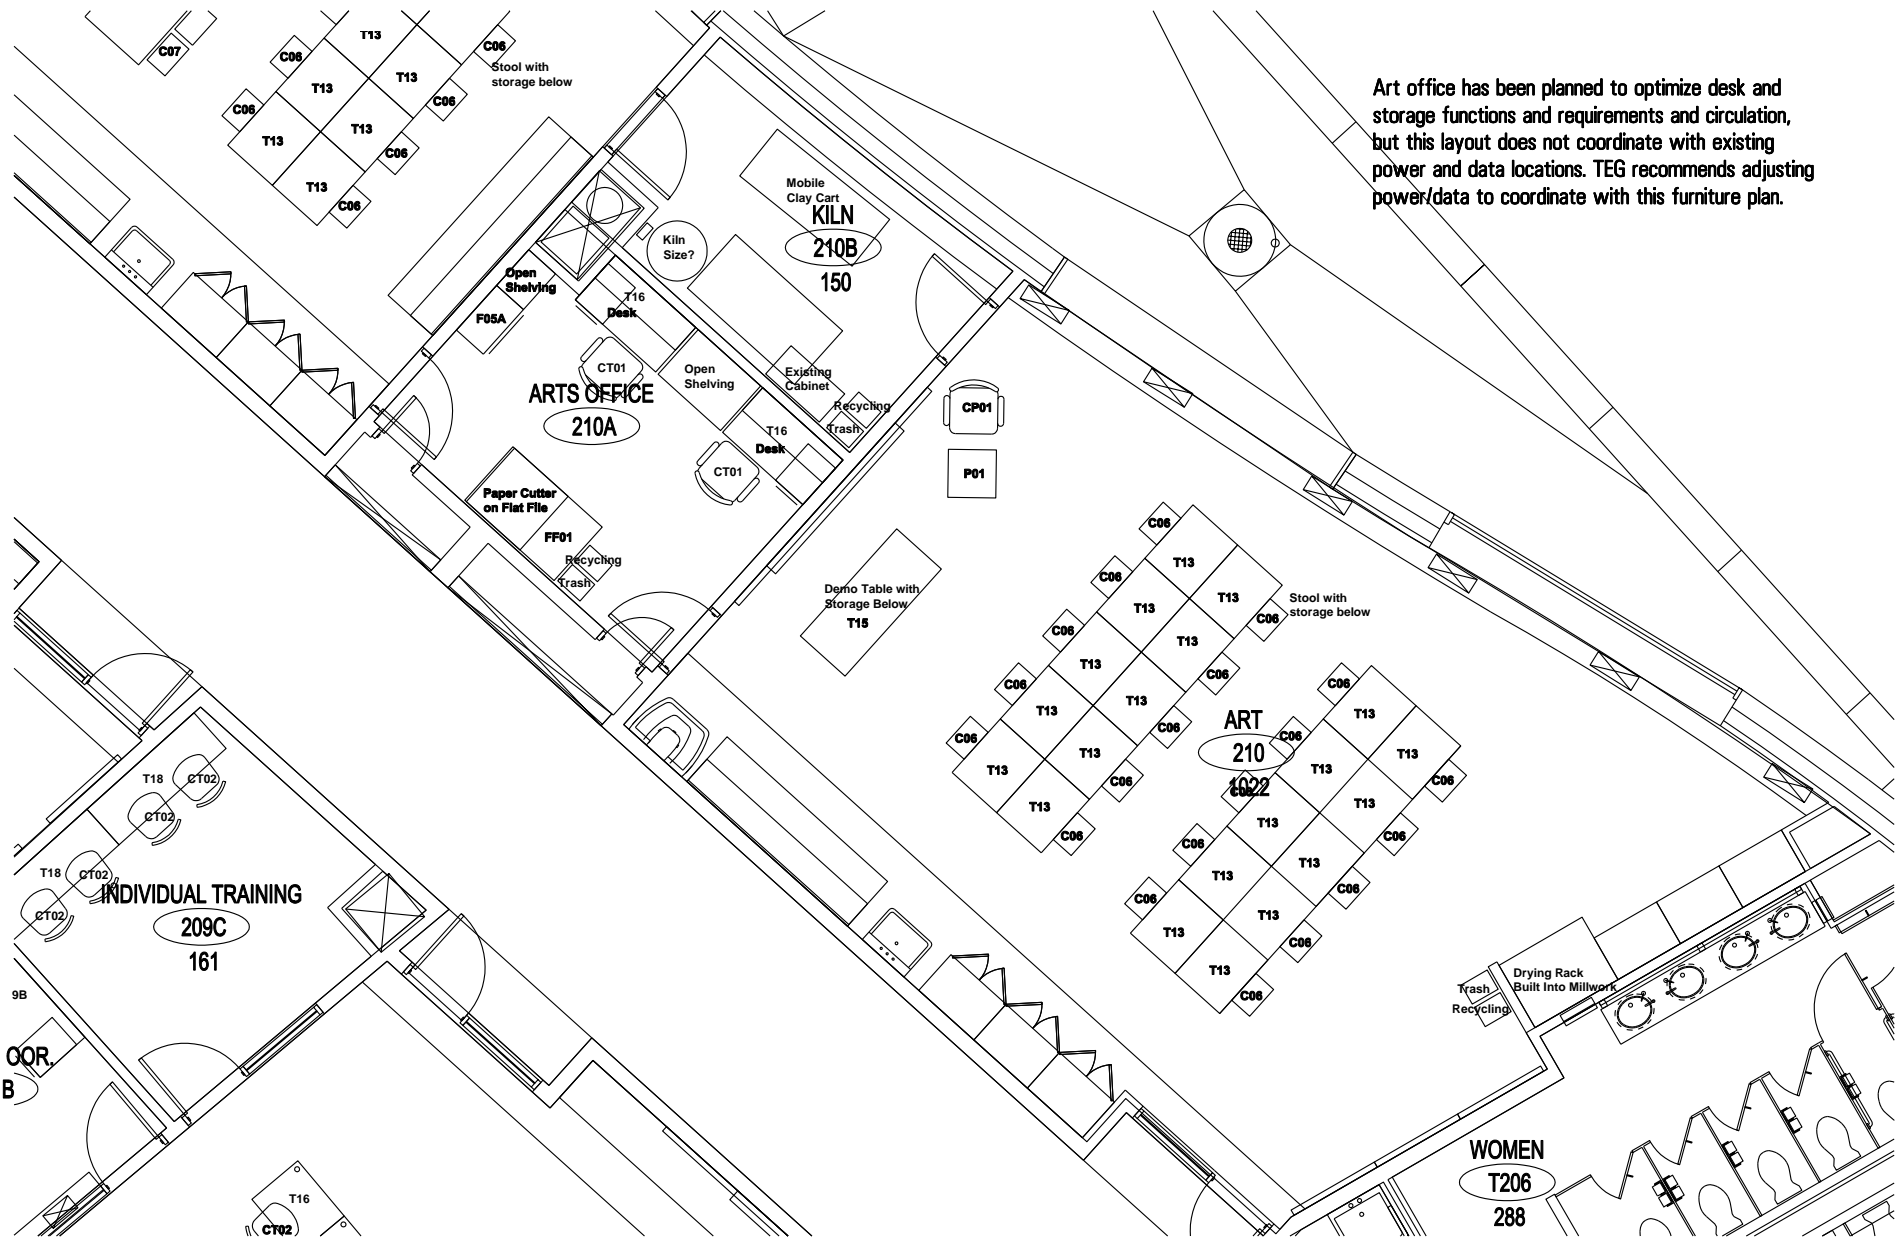 Art office has been planned to optimize desk and
storage functions and requirements and circulation,
but this layout does not coordinate with existing
power and data locations. TEG recommends adjusting
power/data to coordinate with this furniture plan.
C07
T13
C06
C06
T13
T13
Stool with
storage below
C06
C06
T13
T13
C06
T13
C06
Mobile
Clay Cart
KILN
210B
150
Kiln
Size?
Open
Shelving
F05A
T16
Desk
CT01
Open
Shelving
Existing
Cabinet
Recycling
Trash
ARTS OFFICE
210A
T16
Desk
CT01
Paper Cutter
on Flat File
FF01
Recycling
Trash
CP01
P01
Demo Table with
Storage Below
T15
C06
T13
C06
T13
Stool with
storage below
T13
C06
C06
T13
T13
C06
C06
T13
T13
C06
C06
T13
T13
C06
C06
T13
T13
C06
ART
210
1022
C06
T13
C06
T13
T13
C06
C06
T13
T13
C06
C06
T13
T13
C06
C06
T13
T13
C06
T13
C06
T18
CT02
CT02
T18
CT02
CT02
INDIVIDUAL TRAINING
209C
161
9B
OOR.
B
T16
CT02
Drying Rack
Built Into Millwork
Trash
Recycling
WOMEN
T206
288